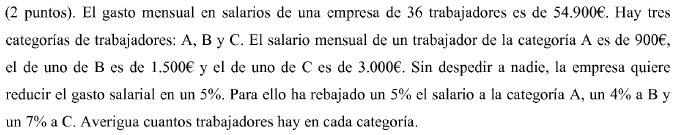 (2 puntos). El gasto mensual en salarios de una empresa de 36 trabajadores es de 54.900€. Hay tres
categorías de trabajadores: A, B y C. El salario mensual de un trabajador de la categoría A es de 900€,
el de uno de B es de 1.500€ y el de uno de C es de 3.000€. Sin despedir a nadie, la empresa quiere
reducir el gasto salarial en un 5%. Para ello ha rebajado un 5% el salario a la categoría A, un 4% a B y
un 7% a C. Averigua cuantos trabajadores hay en cada categoría.